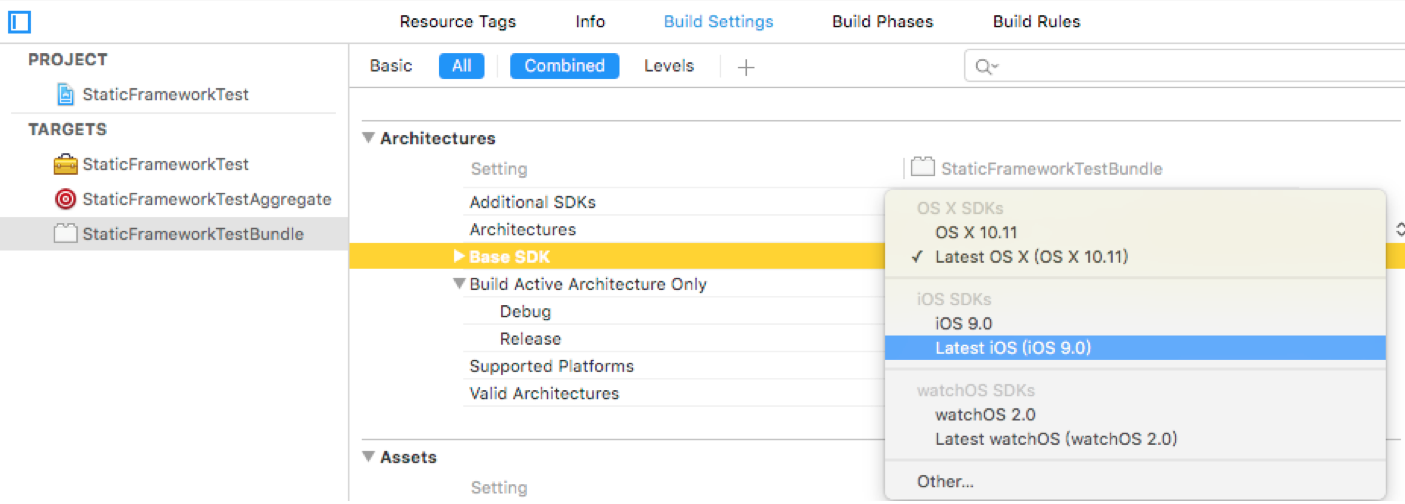 Resource Tags Info Build Settings Build Phases Build Rules
PROJECT
StaticFrameworkTest
TARGETS
StaticFrameworkTest
StaticFrameworkTestAggregate
StaticFrameworkTestBundle
Basic All Combined Levels
Architectures
Setting StaticFrameworkTestBundle
Additional SDKs
Architectures
Base SDK
Build Active Architecture Only
Debug
Release
Supported Platforms
Valid Architectures
OS X SDKs
OS X 10.11
✓ Latest OS X (OS X 10.11)
iOS SDKs
iOS 9.0
Latest iOS (iOS 9.0)
watchOS SDKs
watchOS 2.0
Latest watchOS (watchOS 2.0)
Other...
Assets
Setting